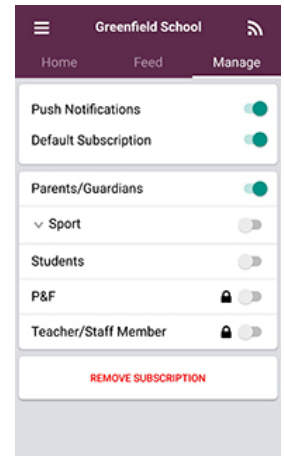 Greenfield School
Home Feed Manage
Push Notifications
Default Subscription
Parents/Guardians
Sport
Students
P&F
Teacher/Staff Member
REMOVE SUBSCRIPTION